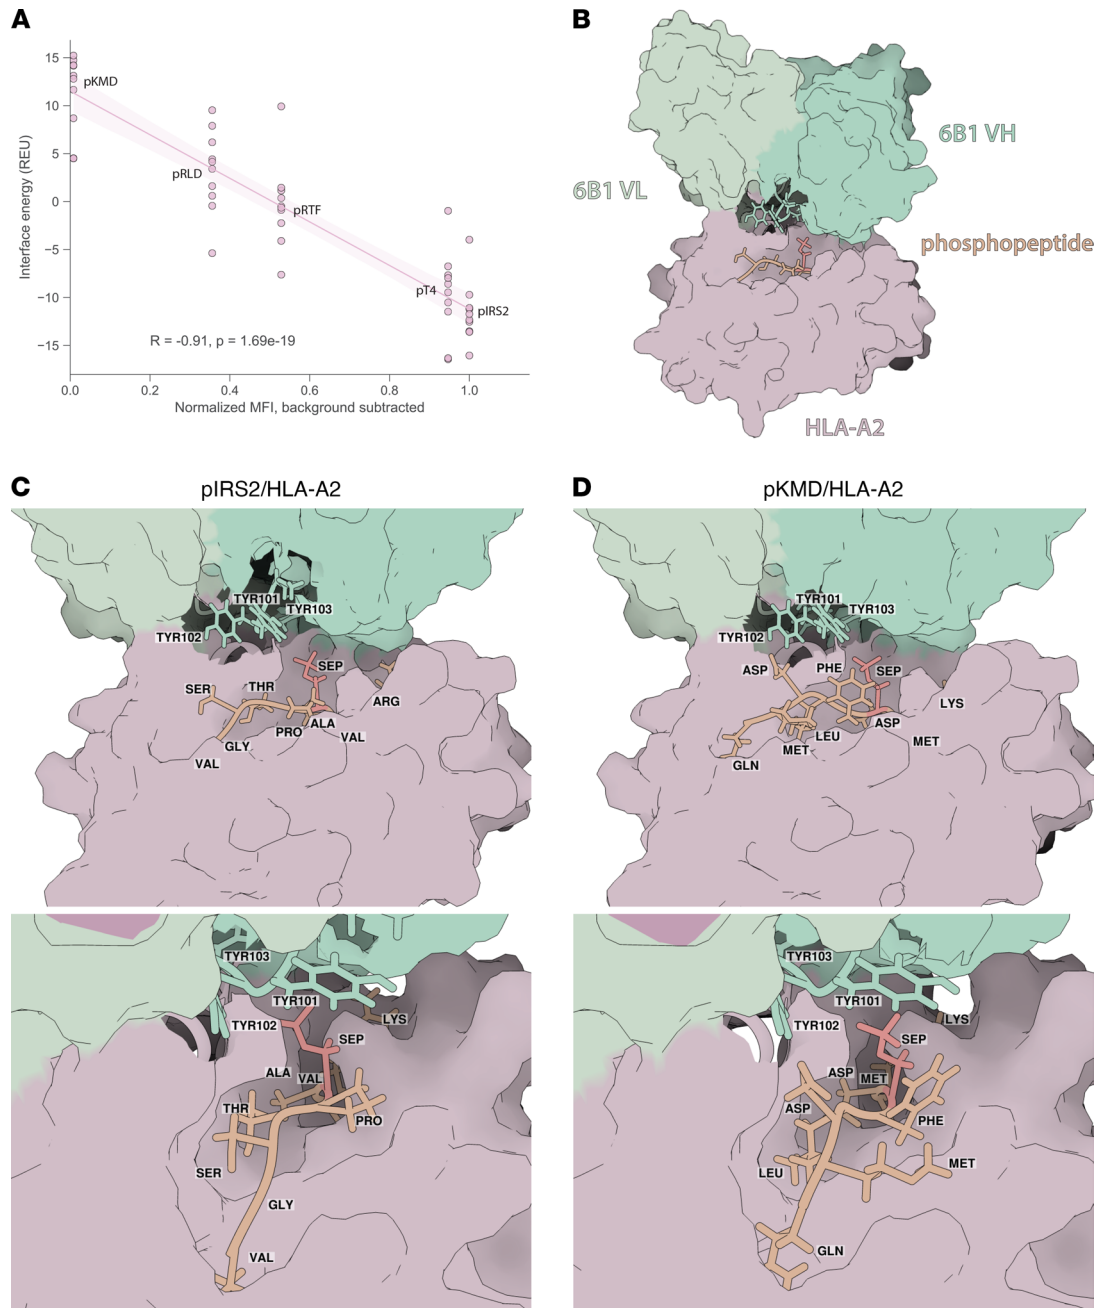 A
15
10
5
0
−5
−10
−15
Interface energy (REU)
pKMD
pRLD
pRTF
pT4
pIRS2
R = -0.91, p = 1.69e-19
0.0 0.2 0.4 0.6 0.8 1.0
Normalized MFI, background subtracted
B
6B1 VH
6B1 VL
phosphopeptide
HLA-A2
C
pIRS2/HLA-A2
TYR101
TYR103
TYR102
SEP
SER
THR
ARG
ALA
PRO
VAL
GLY
VAL
TYR103
TYR101
TYR102
LYS
SEP
ALA
VAL
THR
PRO
SER
GLY
VAL
D
pKMD/HLA-A2
TYR101
TYR103
TYR102
ASP
PHE
SEP
LYS
ASP
LEU
MET
MET
GLN
TYR103
TYR101
TYR102
LYS
SEP
ASP
MET
ASP
PHE
LEU
MET
GLN